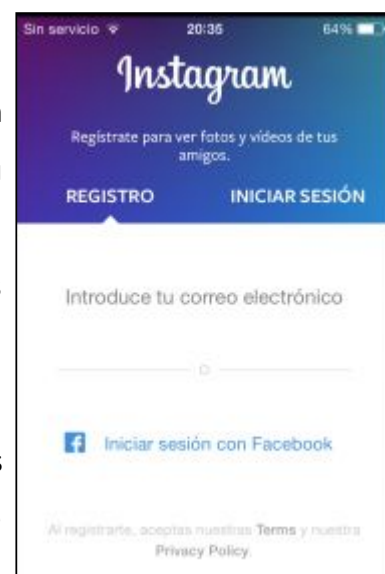 Sin servicio 20:35 64%
Instagram
Regístrate para ver fotos y vídeos de tus
amigos.
REGISTRO INICIAR SESIÓN
Introduce tu correo electrónico
O
f Iniciar sesión con Facebook
Al registrarte, aceptas nuestras Terms y nuestra
Privacy Policy.